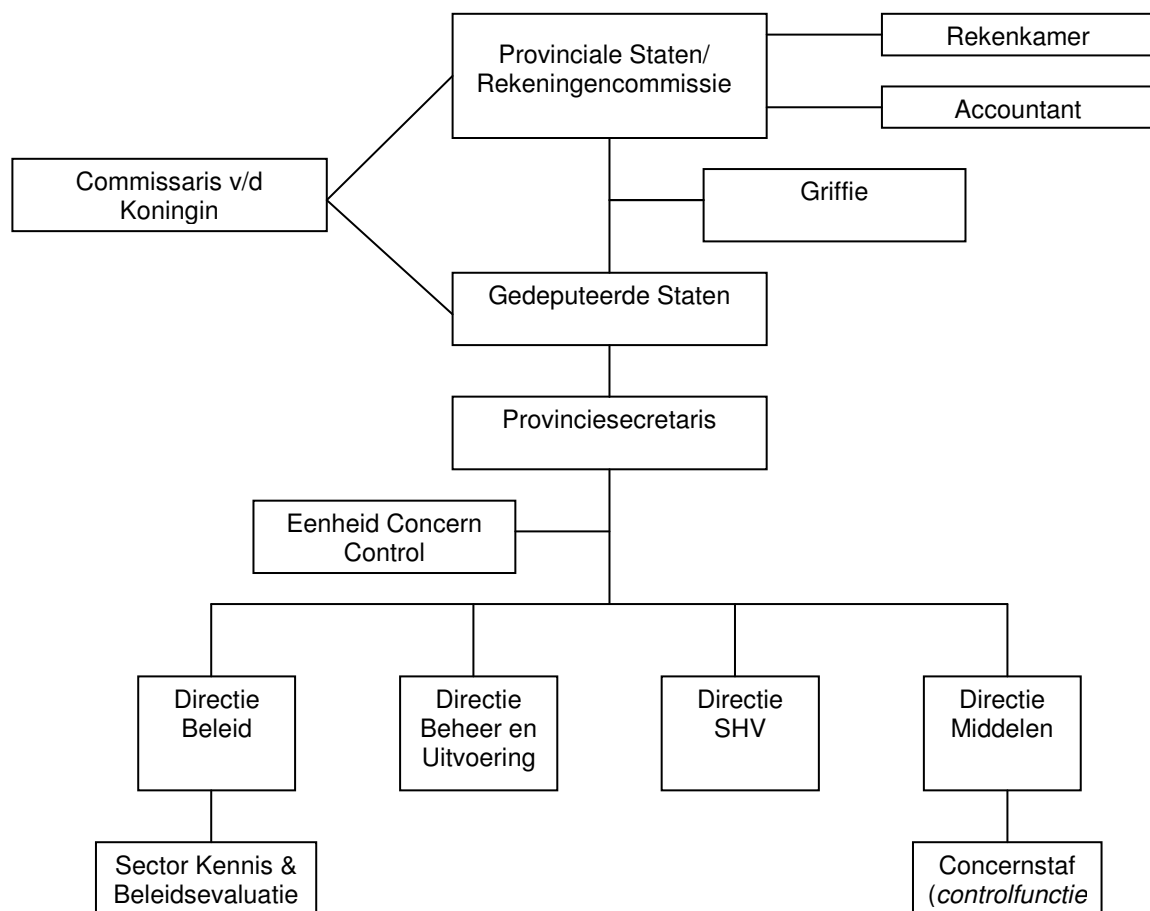 Provinciale Staten/
Rekeningencommissie
Rekenkamer
Accountant
Commissaris v/d
Koningin
Griffie
Gedeputeerde Staten
Provinciesecretaris
Eenheid Concern
Control
Directie
Beleid
Directie
Beheer en
Uitvoering
Directie
SHV
Directie
Middelen
Sector Kennis &
Beleidsevaluatie
Concernstaf
(controlfunctie